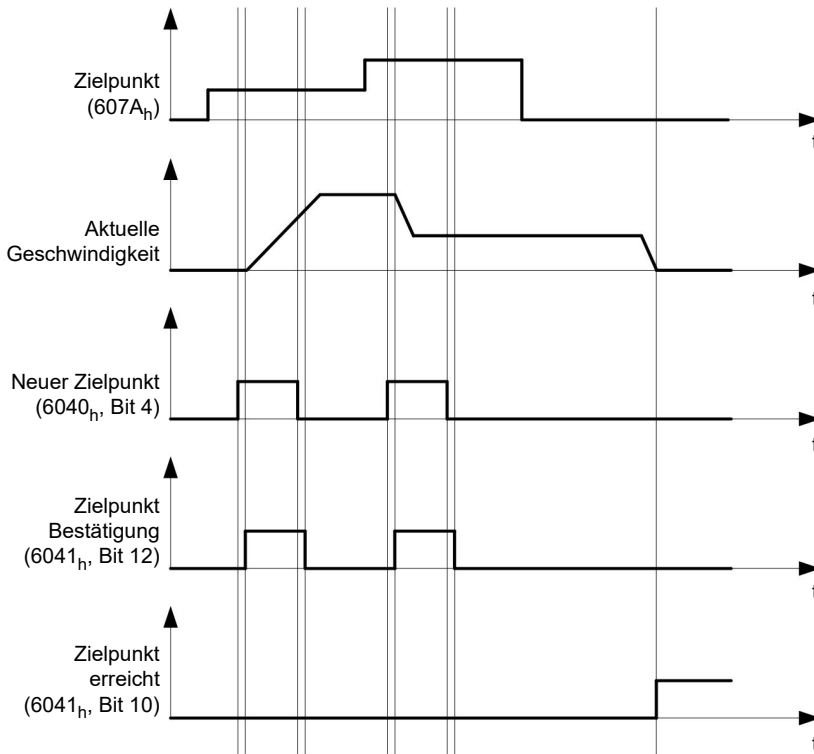 Zielpunkt
(607Aₕ)
t
Aktuelle
Geschwindigkeit
t
Neuer Zielpunkt
(6040ₕ, Bit 4)
t
Zielpunkt
Bestätigung
(6041ₕ, Bit 12)
t
Zielpunkt
erreicht
(6041ₕ, Bit 10)
t